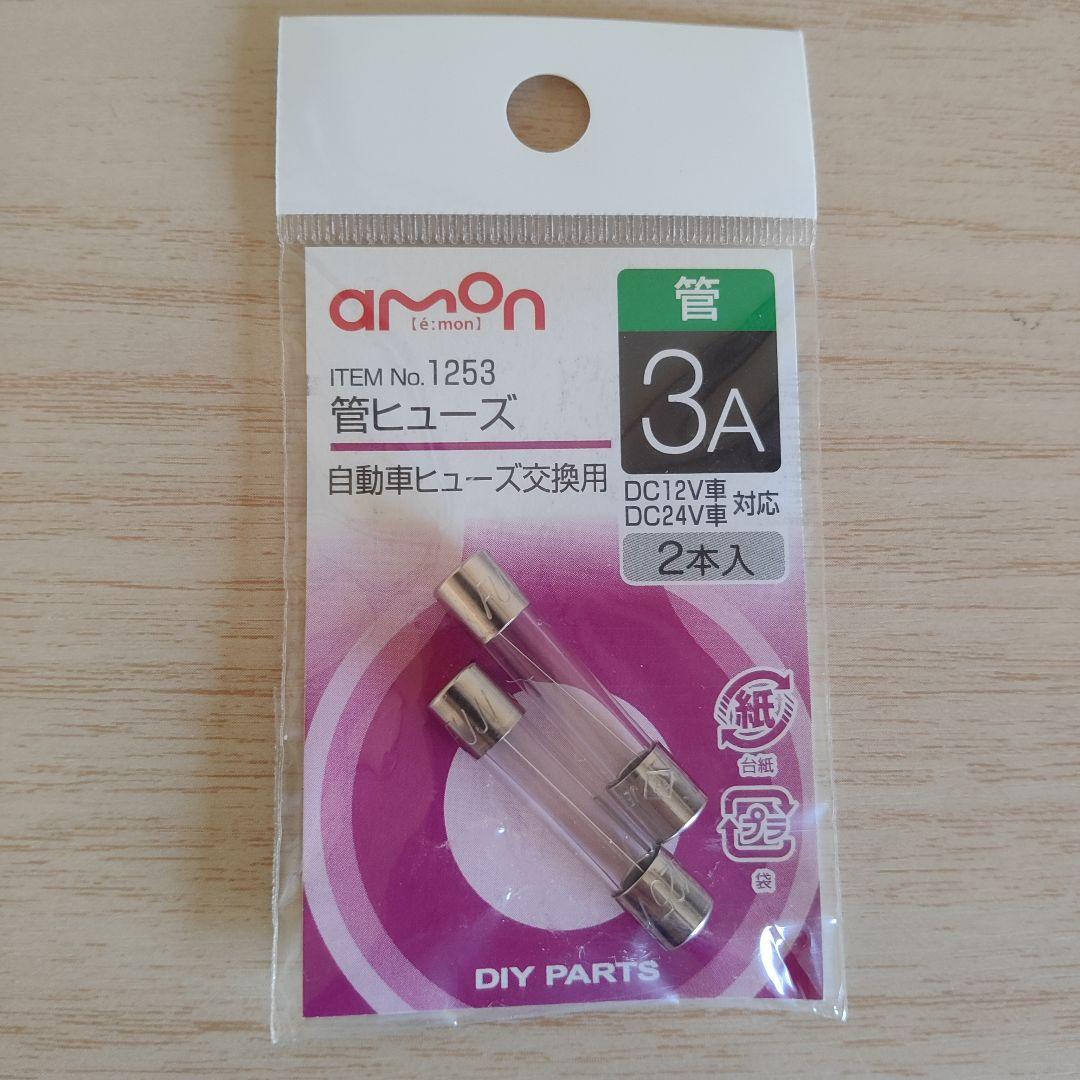 amon
[é:mon]
ITEM No.1253
管ヒューズ
自動車ヒューズ交換用
管
3A
DC12V車
DC24V車 対応
2本入
紙
台紙
プラ
袋
DIY PARTS